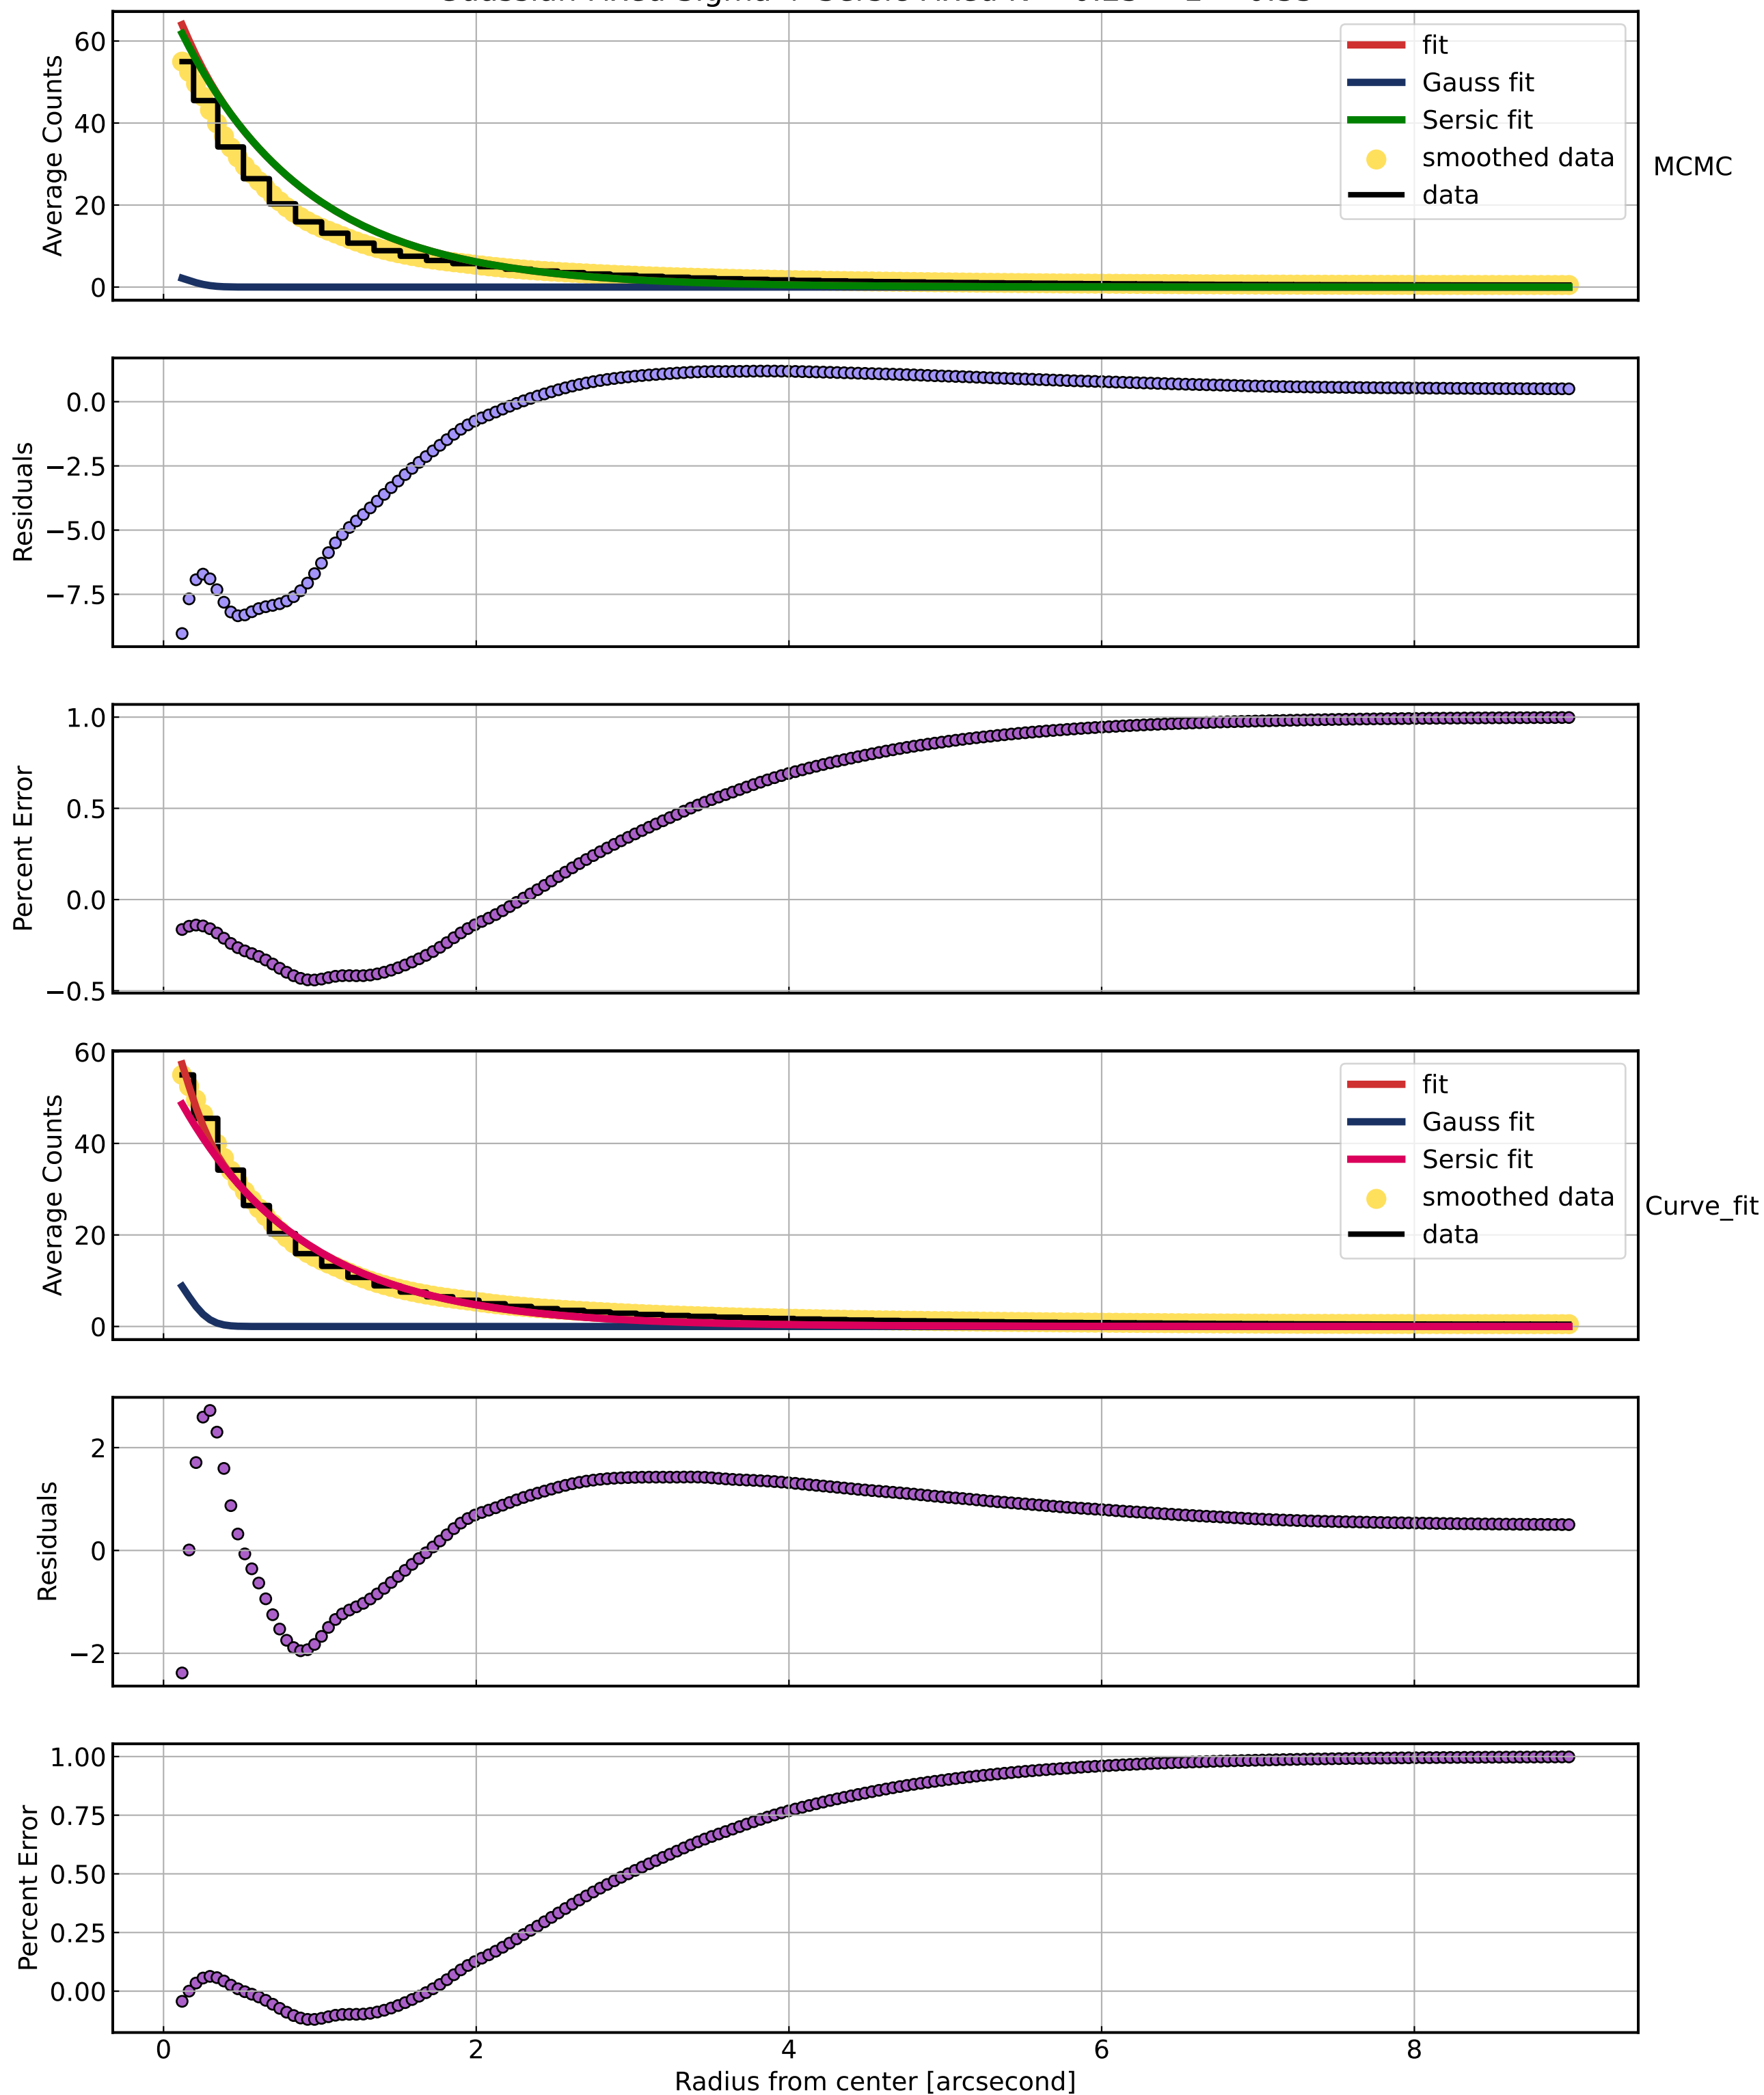 60
40
20
0
Average Counts
fit
Gauss fit
Sersic fit
smoothed data
data
MCMC
0.0
−2.5
−5.0
−7.5
Residuals
1.0
0.5
0.0
−0.5
Percent Error
60
40
20
0
Average Counts
fit
Gauss fit
Sersic fit
smoothed data
data
Curve_fit
2
0
−2
Residuals
1.00
0.75
0.50
0.25
0.00
Percent Error
0 2 4 6 8
Radius from center [arcsecond]